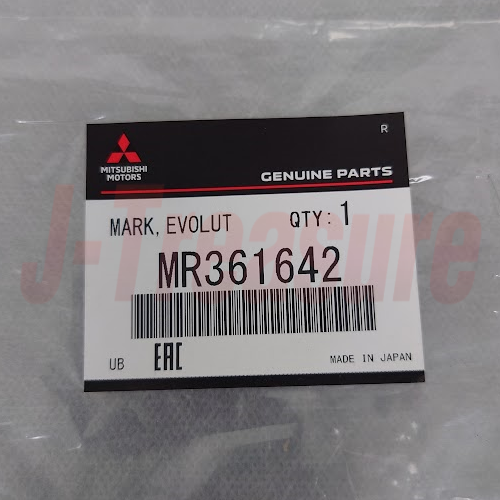 R
MITSUBISHI
MOTORS
GENUINE PARTS
MARK, EVOLUT QTY: 1
MR361642
J-Treasure
UB EAC MADE IN JAPAN